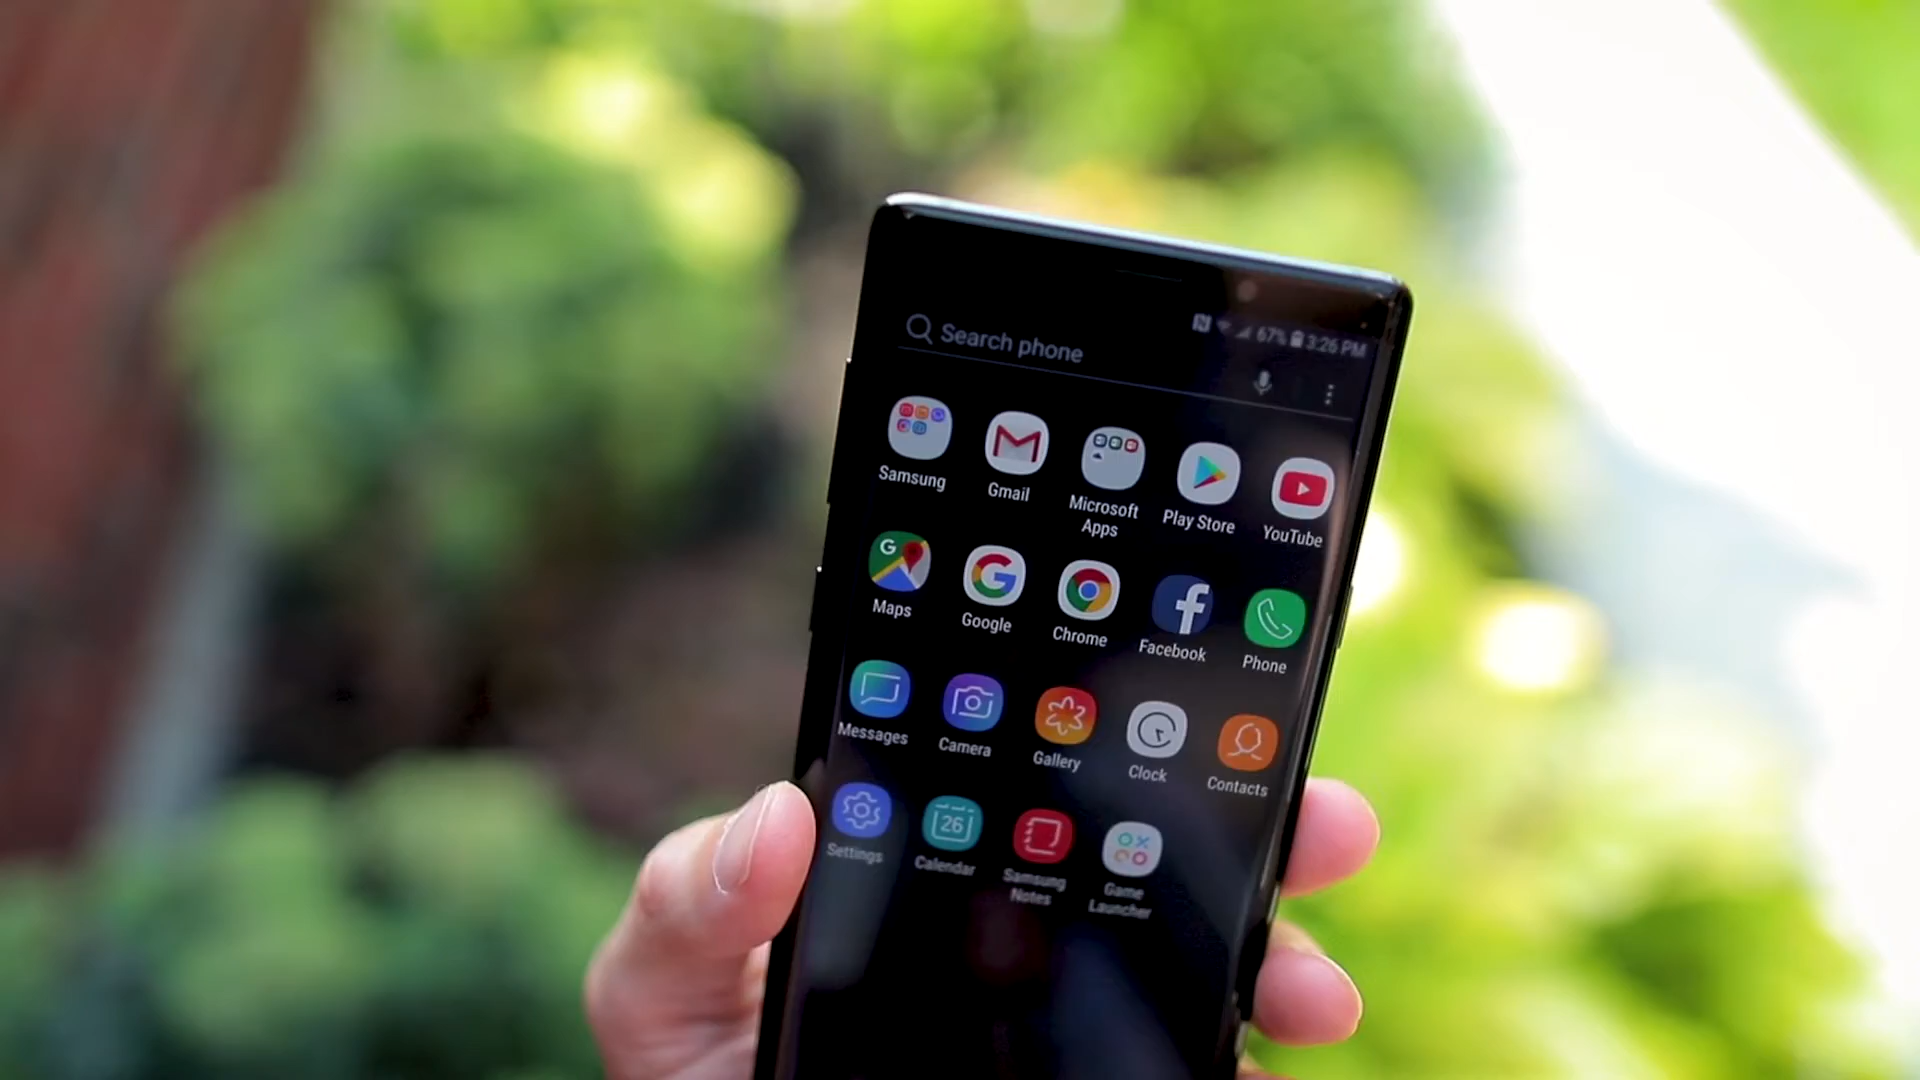 N 67% 3:26 PM
Search phone
Samsung
Gmail
Microsoft
Apps
Play Store
YouTube
G
Maps
G
Google
Chrome
f
Facebook
Phone
Messages
Camera
Gallery
Clock
Contacts
Settings
26
Calendar
Samsung
Notes
Game
Launcher